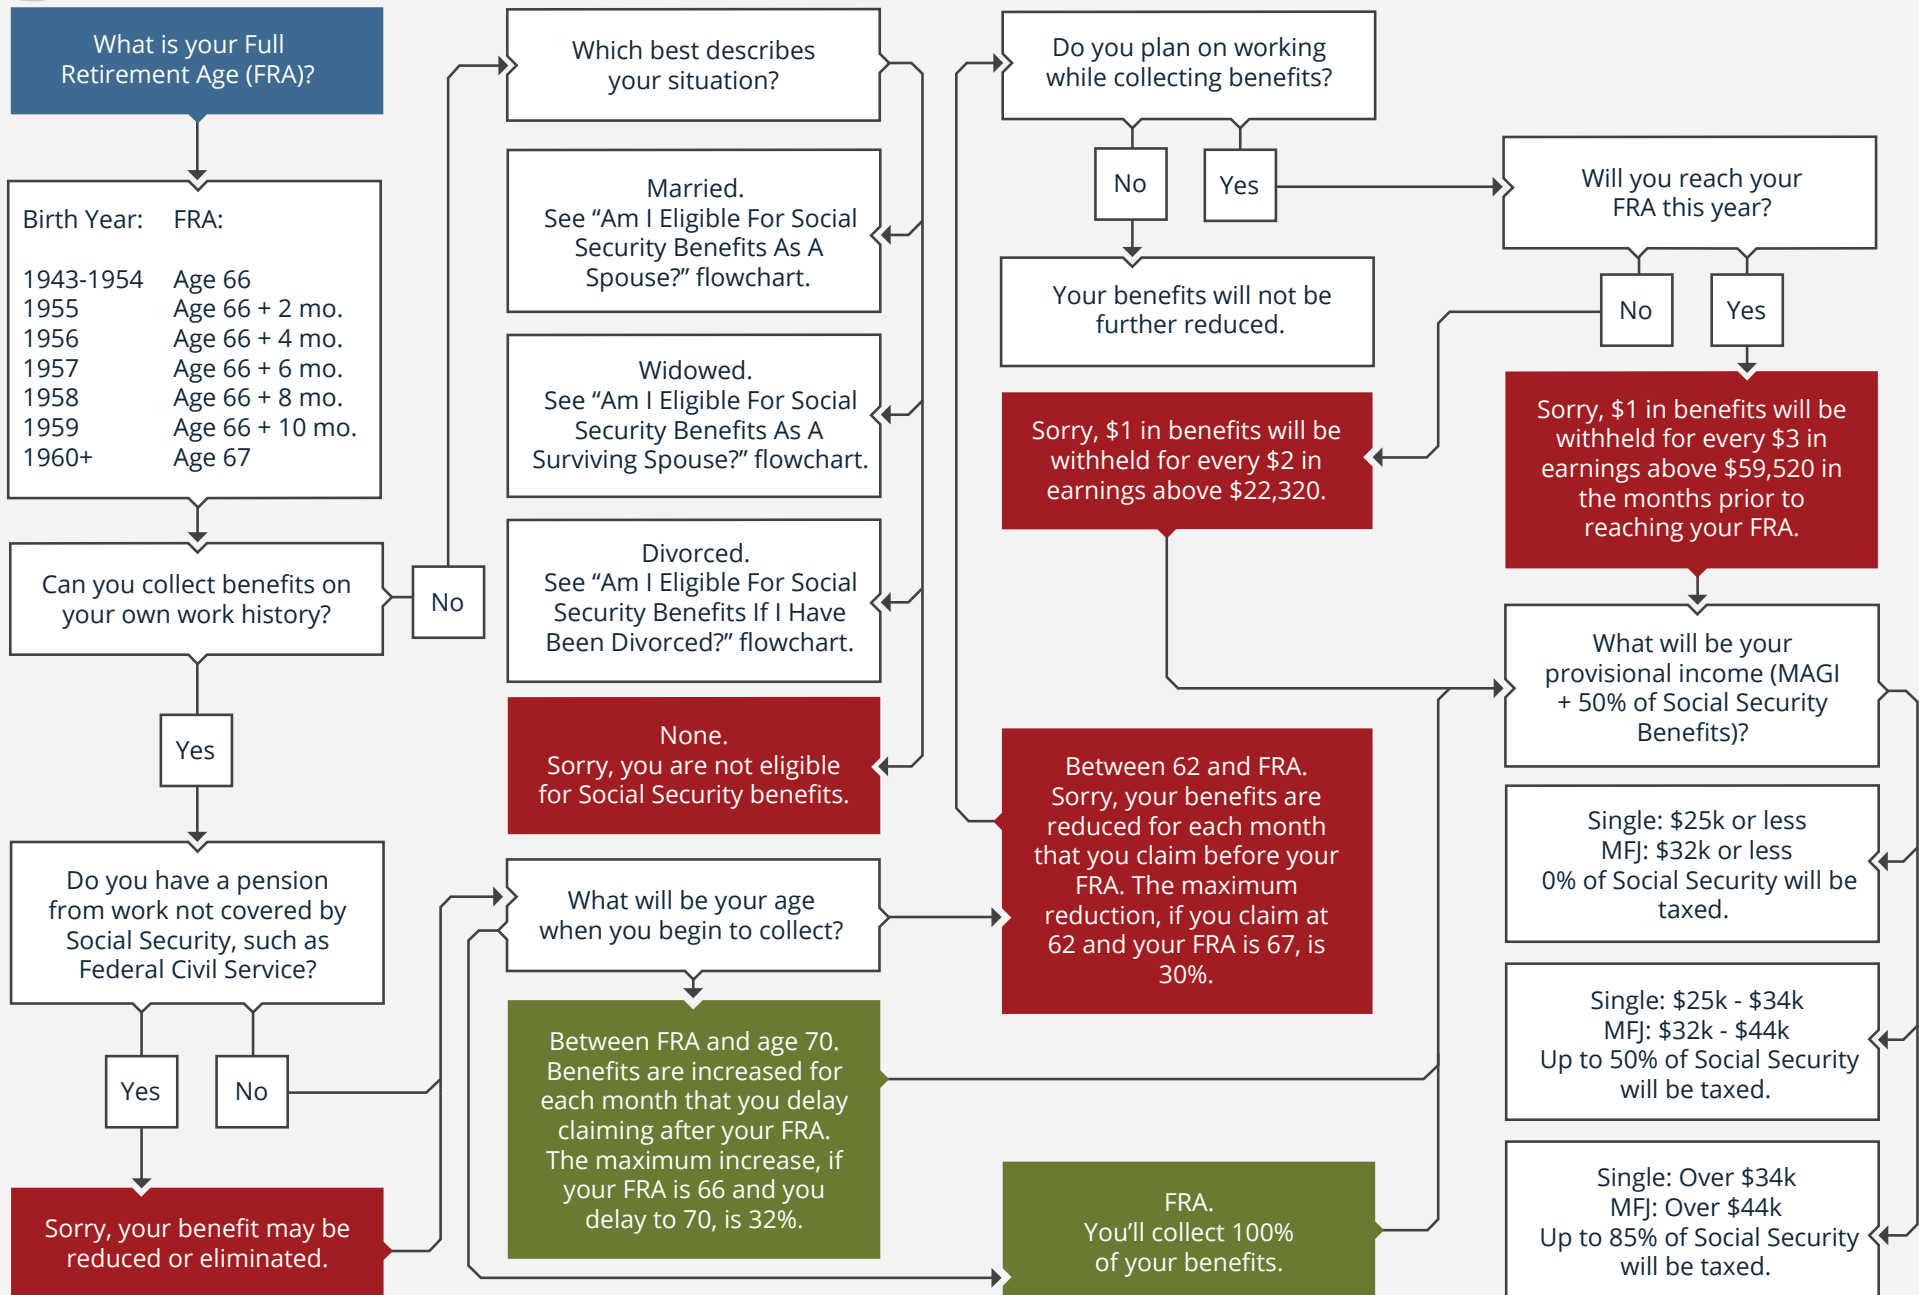 What is your Full
Retirement Age (FRA)?
Birth Year: FRA:
1943-1954 Age 66
1955 Age 66 + 2 mo.
1956 Age 66 + 4 mo.
1957 Age 66 + 6 mo.
1958 Age 66 + 8 mo.
1959 Age 66 + 10 mo.
1960+ Age 67
Can you collect benefits on
your own work history?
No
Yes
Do you have a pension
from work not covered by
Social Security, such as
Federal Civil Service?
Yes
No
Sorry, your benefit may be
reduced or eliminated.
Which best describes
your situation?
Married.
See “Am I Eligible For Social
Security Benefits As A
Spouse?” flowchart.
Widowed.
See “Am I Eligible For Social
Security Benefits As A
Surviving Spouse?” flowchart.
Divorced.
See “Am I Eligible For Social
Security Benefits If I Have
Been Divorced?” flowchart.
None.
Sorry, you are not eligible
for Social Security benefits.
What will be your age
when you begin to collect?
Between FRA and age 70.
Benefits are increased for
each month that you delay
claiming after your FRA.
The maximum increase, if
your FRA is 66 and you
delay to 70, is 32%.
Do you plan on working
while collecting benefits?
No
Yes
Your benefits will not be
further reduced.
Sorry, $1 in benefits will be
withheld for every $2 in
earnings above $22,320.
Between 62 and FRA.
Sorry, your benefits are
reduced for each month
that you claim before your
FRA. The maximum
reduction, if you claim at
62 and your FRA is 67, is
30%.
FRA.
You’ll collect 100%
of your benefits.
Will you reach your
FRA this year?
No
Yes
Sorry, $1 in benefits will be
withheld for every $3 in
earnings above $59,520 in
the months prior to
reaching your FRA.
What will be your
provisional income (MAGI
+ 50% of Social Security
Benefits)?
Single: $25k or less
MFJ: $32k or less
0% of Social Security will be
taxed.
Single: $25k - $34k
MFJ: $32k - $44k
Up to 50% of Social Security
will be taxed.
Single: Over $34k
MFJ: Over $44k
Up to 85% of Social Security
will be taxed.